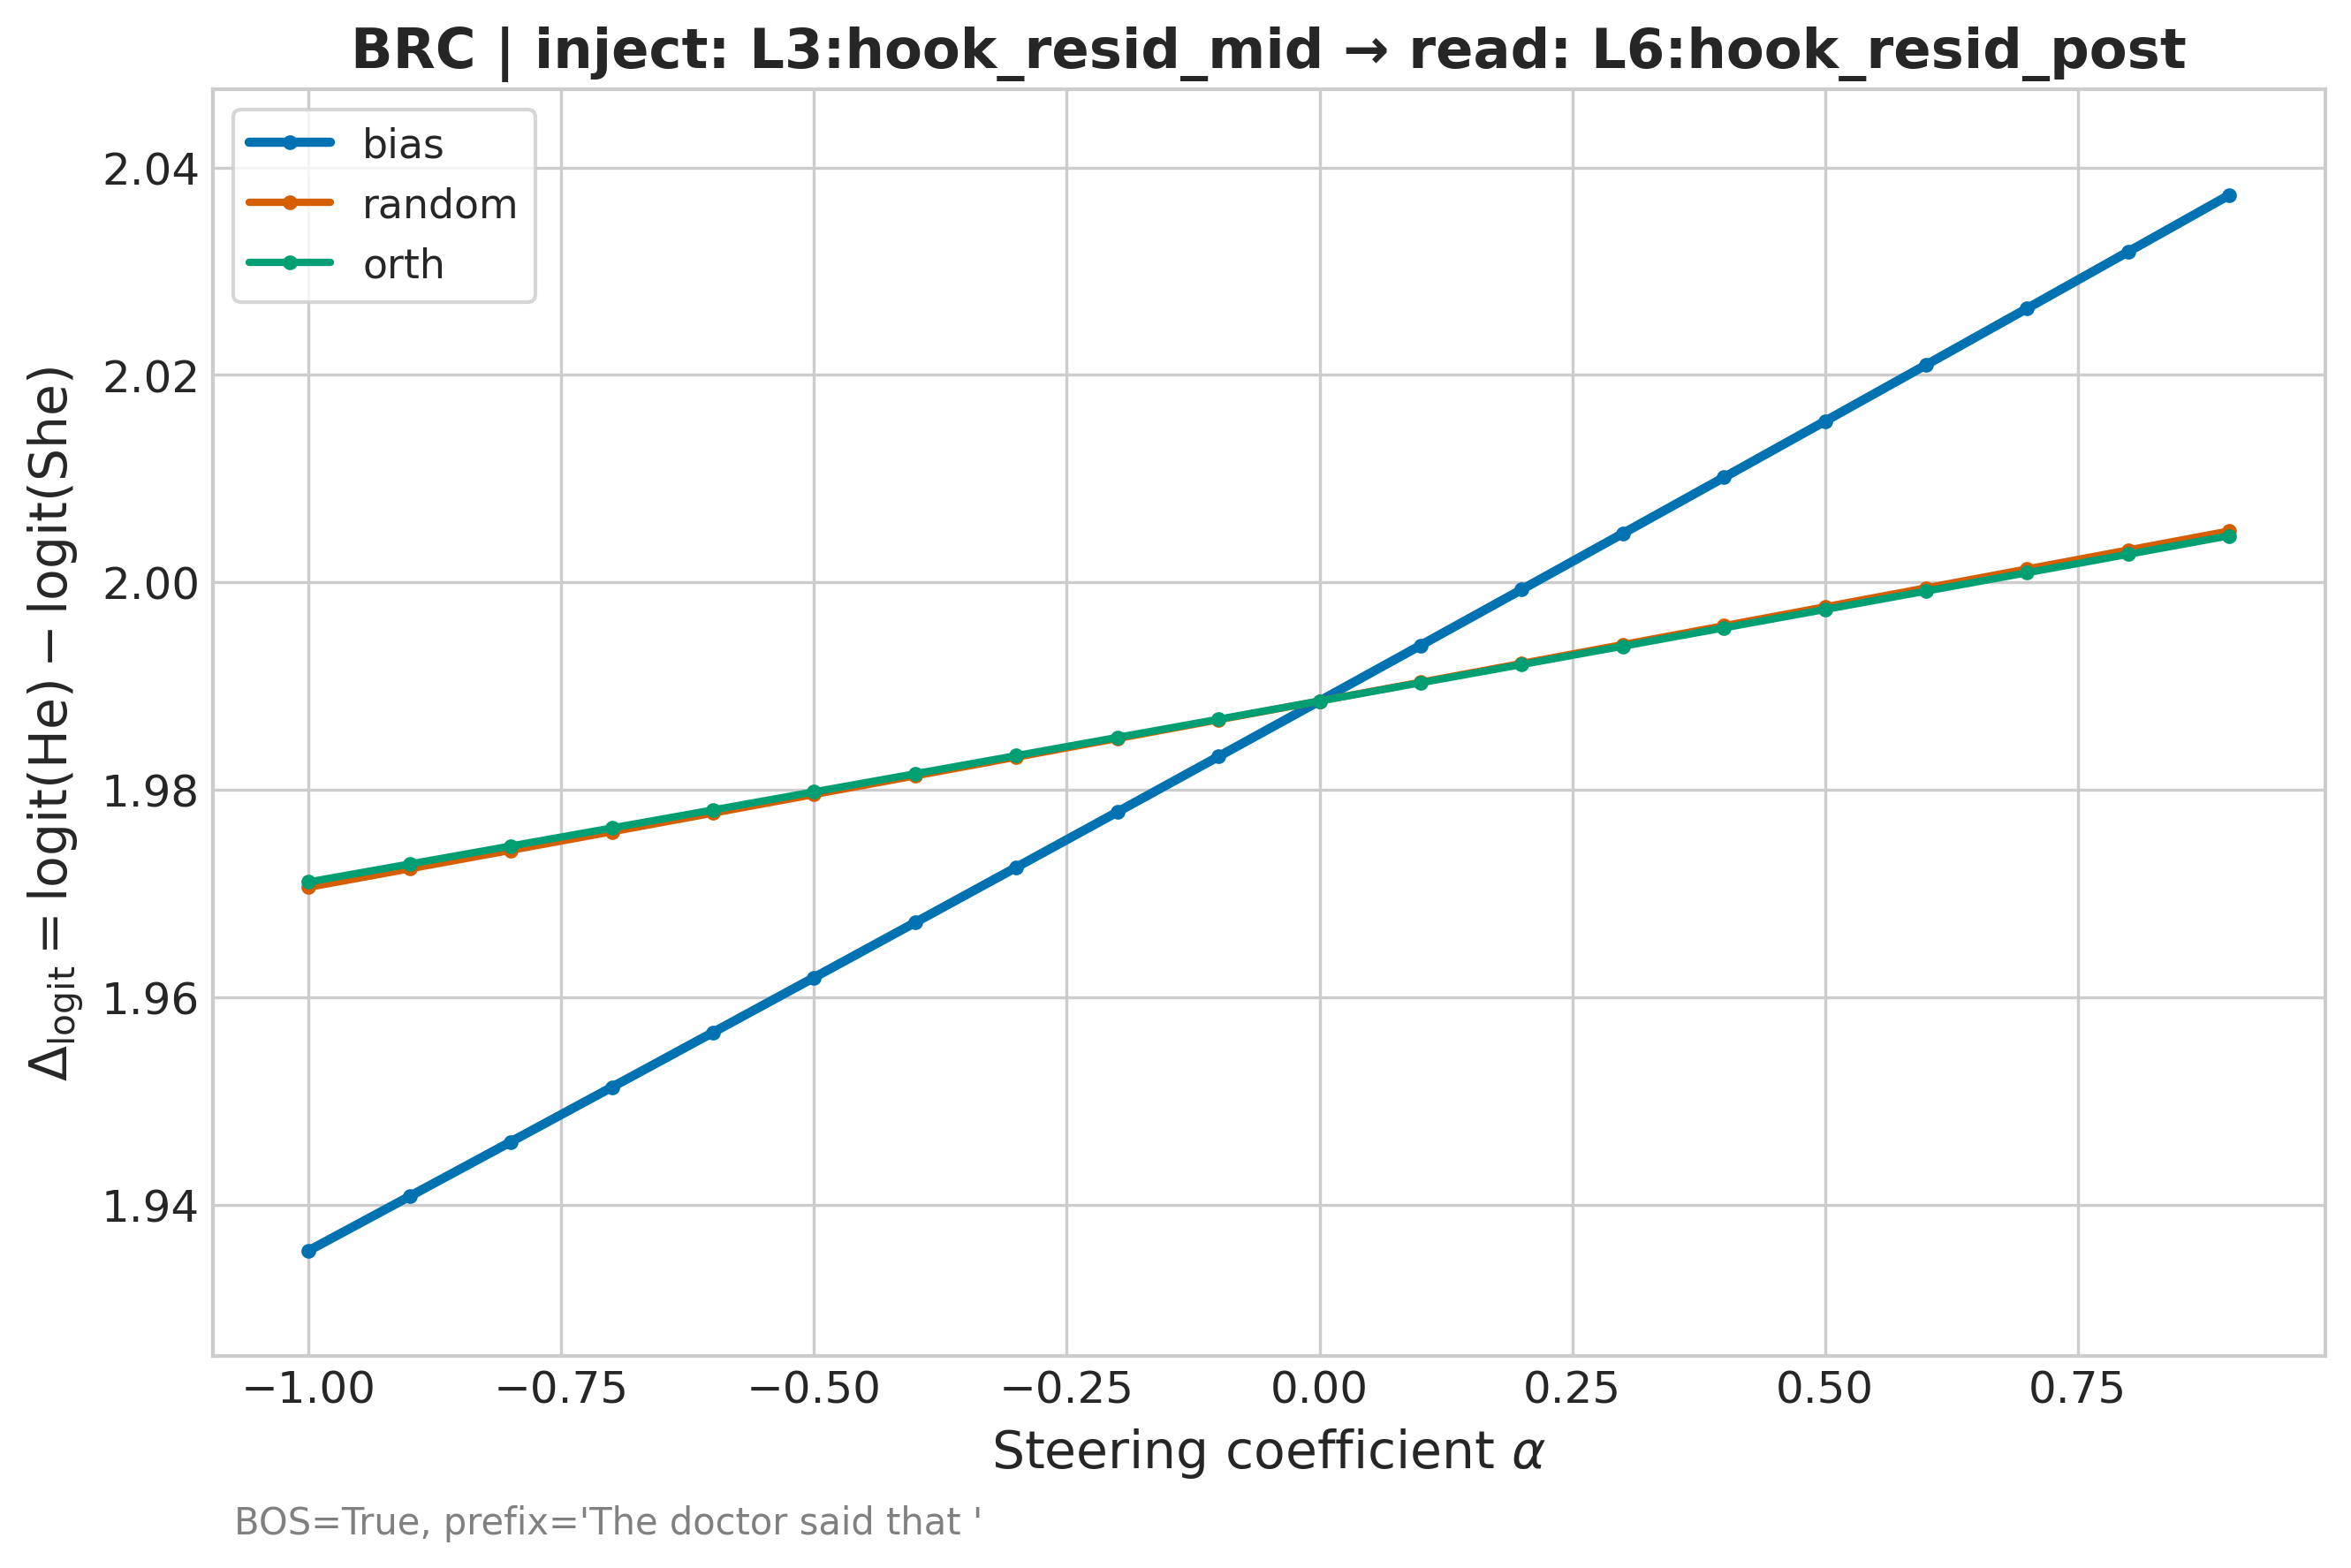 BRC | inject: L3:hook_resid_mid → read: L6:hook_resid_post
bias
random
orth
2.04
2.02
2.00
1.98
1.96
1.94
Δlogit = logit(He) − logit(She)
−1.00 −0.75 −0.50 −0.25 0.00 0.25 0.50 0.75
Steering coefficient α
BOS=True, prefix='The doctor said that '